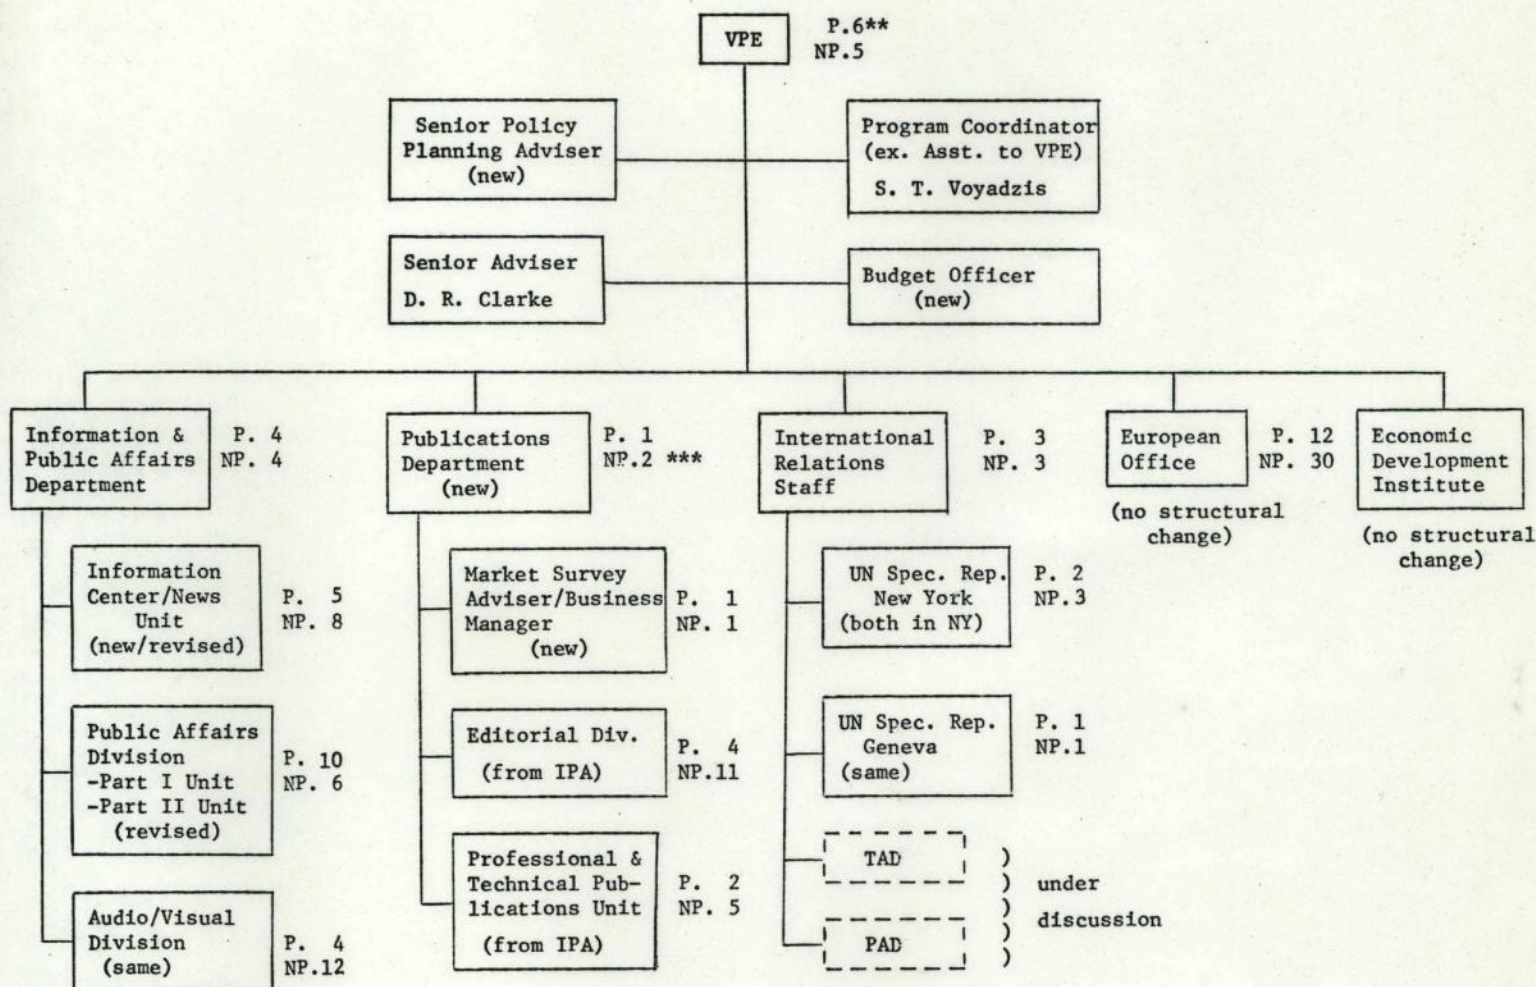 VPE
P.6**
NP.5
Senior Policy
Planning Adviser
(new)
Program Coordinator
(ex. Asst. to VPE)
S. T. Voyadzis
Senior Adviser
D. R. Clarke
Budget Officer
(new)
Information &
Public Affairs
Department
P. 4
NP. 4
Publications
Department
(new)
P. 1
NP.2 ***
International
Relations
Staff
P. 3
NP. 3
European
Office
P. 12
NP. 30
(no structural
change)
Economic
Development
Institute
(no structural
change)
Information
Center/News
Unit
(new/revised)
P. 5
NP. 8
Public Affairs
Division
-Part I Unit
-Part II Unit
(revised)
P. 10
NP. 6
Audio/Visual
Division
(same)
P. 4
NP.12
Market Survey
Adviser/Business
Manager
(new)
P. 1
NP. 1
Editorial Div.
(from IPA)
P. 4
NP.11
Professional &
Technical Pub-
lications Unit
(from IPA)
P. 2
NP. 5
UN Spec. Rep.
New York
(both in NY)
P. 2
NP.3
UN Spec. Rep.
Geneva
(same)
P. 1
NP.1
TAD
PAD
)
) under
)
) discussion
)
)